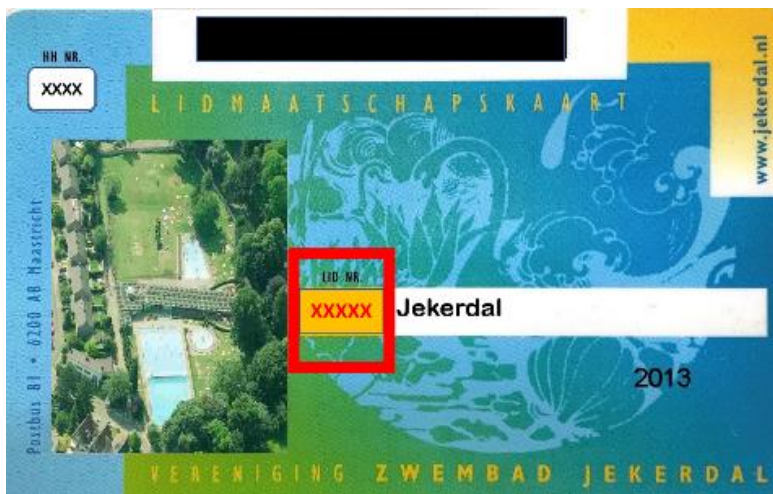 HH NR.
XXXX
LIDMAATSCHAPSKAART
www.jekerdal.nl
Postbus 81 • 6200 AB Maastricht
LID NR.
XXXXX
Jekerdal
2013
VERENIGING ZWEMBAD JEKERDAL